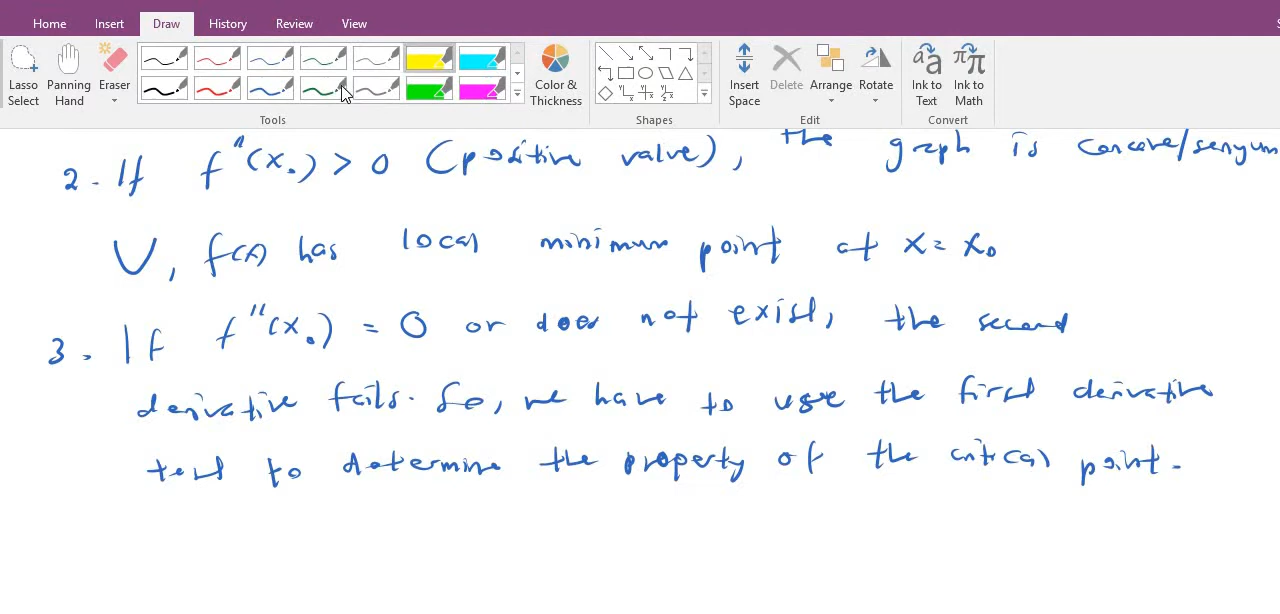 Home Insert Draw History Review View
Lasso Select Panning Hand Eraser Color & Thickness Insert Space Delete Arrange Rotate Ink to Text Ink to Math
Tools Shapes Edit Convert
2. If f"(x₀) > 0 (positive value), the graph is concave/senyum
U, f(x) has local minimum point at x = x₀
3. If f"(x₀) = 0 or does not exist, the second
derivative fails. So, we have to use the first derivative
test to determine the property of the critical point.